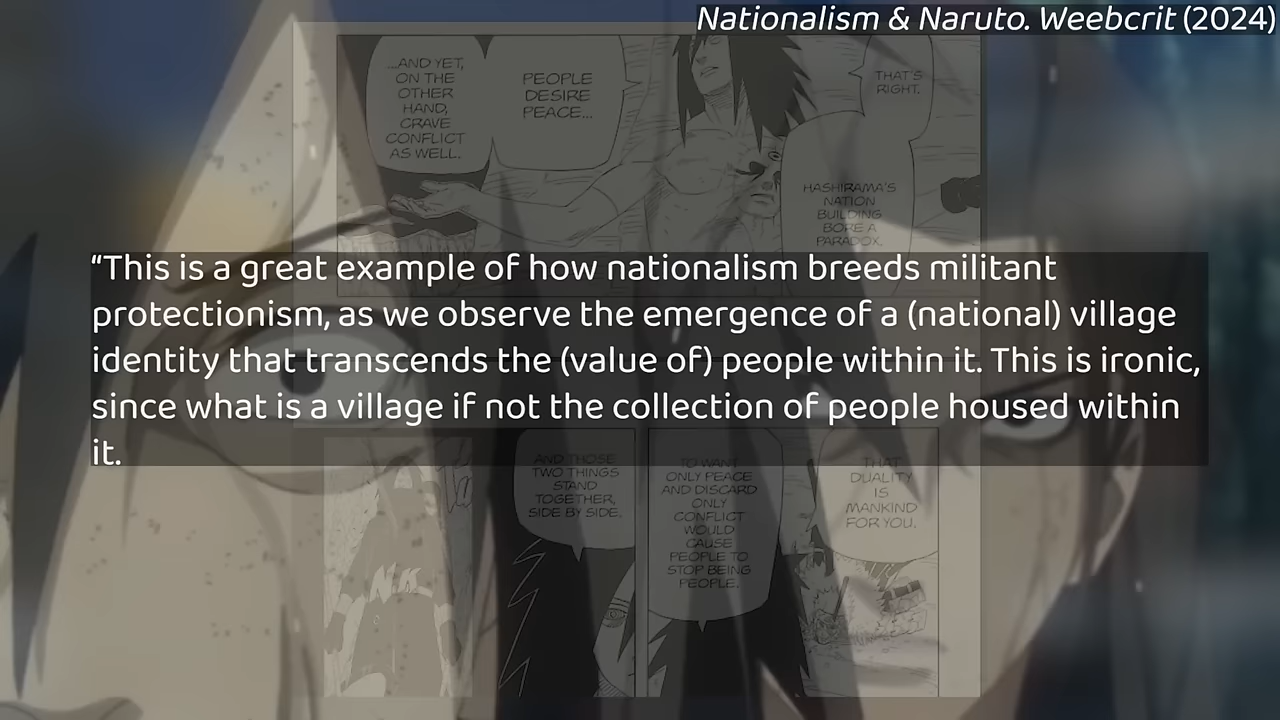 Nationalism & Naruto. Weebcrit (2024)
...AND YET,
ON THE
OTHER
HAND,
CRAVE
CONFLICT
AS WELL.
PEOPLE
DESIRE
PEACE...
THAT'S
RIGHT.
HASHIRAMA'S
NATION
BUILDING
BORE A
PARADOX.
“This is a great example of how nationalism breeds militant
protectionism, as we observe the emergence of a (national) village
identity that transcends the (value of) people within it. This is ironic,
since what is a village if not the collection of people housed within
it.
AND THOSE
TWO THINGS
STAND
TOGETHER,
SIDE BY SIDE.
TO WANT
ONLY PEACE
AND DISCARD
ONLY
CONFLICT
WOULD
CAUSE
PEOPLE TO
STOP BEING
PEOPLE.
THAT
DUALITY
IS
MANKIND
FOR YOU.